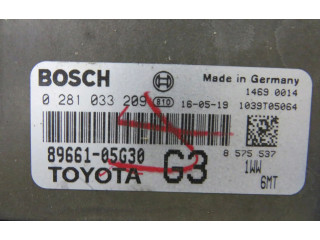 BOSCH Made in Germany
1469 0014
0 281 033 209 810 16-05-19 1039T05064
8 575 537
89661-05G30 G3 1WW
TOYOTA 6MT